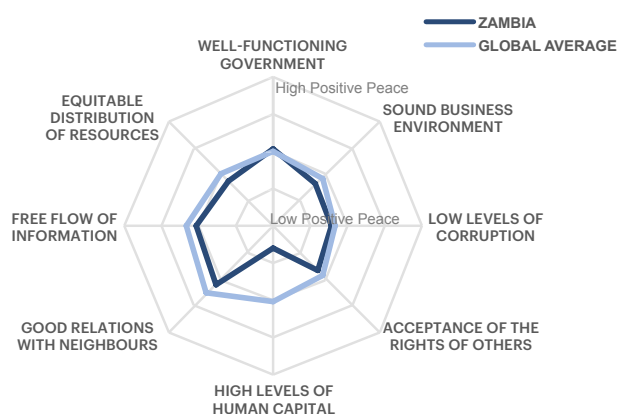 ZAMBIA
GLOBAL AVERAGE
WELL-FUNCTIONING
GOVERNMENT
High Positive Peace
EQUITABLE
DISTRIBUTION
OF RESOURCES
SOUND BUSINESS
ENVIRONMENT
FREE FLOW OF
INFORMATION
Low Positive Peace
LOW LEVELS OF
CORRUPTION
GOOD RELATIONS
WITH NEIGHBOURS
ACCEPTANCE OF THE
RIGHTS OF OTHERS
HIGH LEVELS OF
HUMAN CAPITAL